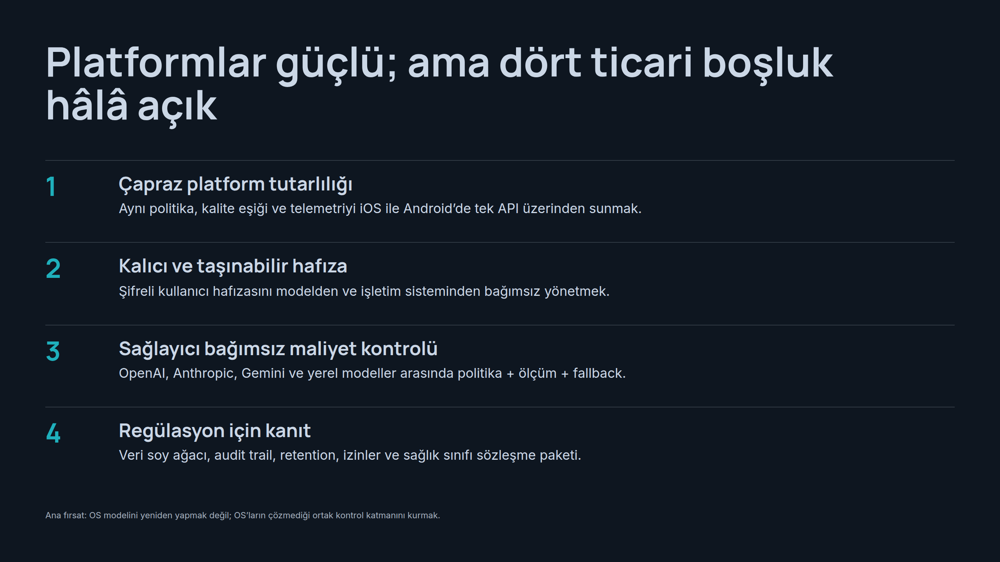 Platformlar güçlü; ama dört ticari boşluk
hâlâ açık
1
Çapraz platform tutarlılığı
Aynı politika, kalite eşiği ve telemetriyi iOS ile Android’de tek API üzerinden sunmak.
2
Kalıcı ve taşınabilir hafıza
Şifreli kullanıcı hafızasını modelden ve işletim sisteminden bağımsız yönetmek.
3
Sağlayıcı bağımsız maliyet kontrolü
OpenAI, Anthropic, Gemini ve yerel modeller arasında politika + ölçüm + fallback.
4
Regülasyon için kanıt
Veri soy ağacı, audit trail, retention, izinler ve sağlık sınıfı sözleşme paketi.
Ana fırsat: OS modelini yeniden yapmak değil; OS’ların çözmediği ortak kontrol katmanını kurmak.